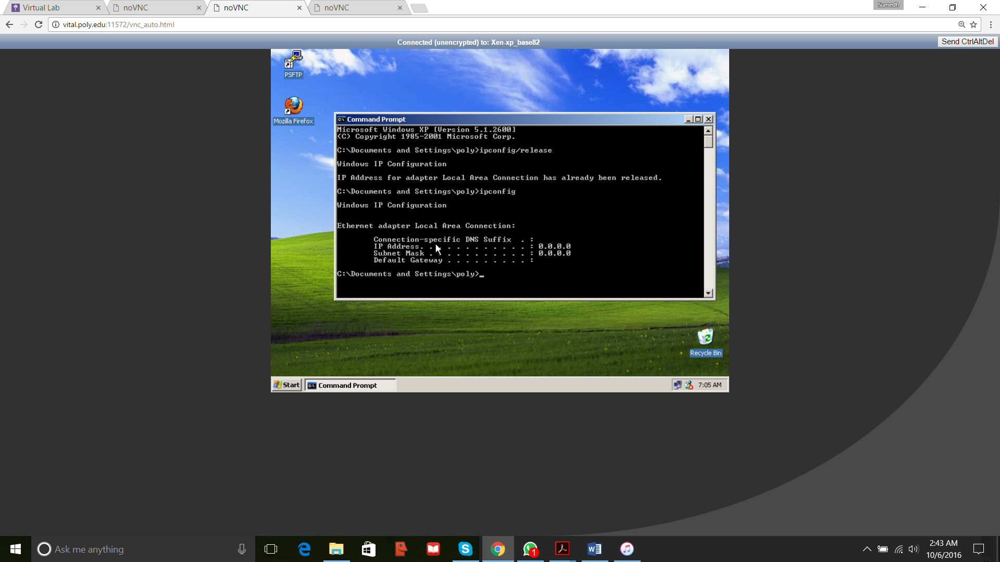 Virtual Lab
noVNC
noVNC
noVNC
Sumedh
vital.poly.edu:11572/vnc_auto.html
Connected (unencrypted) to: Xen-xp_base82
Send CtrlAltDel
PSFTP
Mozilla Firefox
Command Prompt
Microsoft Windows XP [Version 5.1.2600]
(C) Copyright 1985-2001 Microsoft Corp.
C:\Documents and Settings\poly>ipconfig/release
Windows IP Configuration
IP Address for adapter Local Area Connection has already been released.
C:\Documents and Settings\poly>ipconfig
Windows IP Configuration
Ethernet adapter Local Area Connection:
Connection-specific DNS Suffix  . :
IP Address. . . . . . . . . . . . : 0.0.0.0
Subnet Mask . . . . . . . . . . . : 0.0.0.0
Default Gateway . . . . . . . . . :
C:\Documents and Settings\poly>_
Recycle Bin
Start
Command Prompt
7:05 AM
Ask me anything
1
2:43 AM
10/6/2016